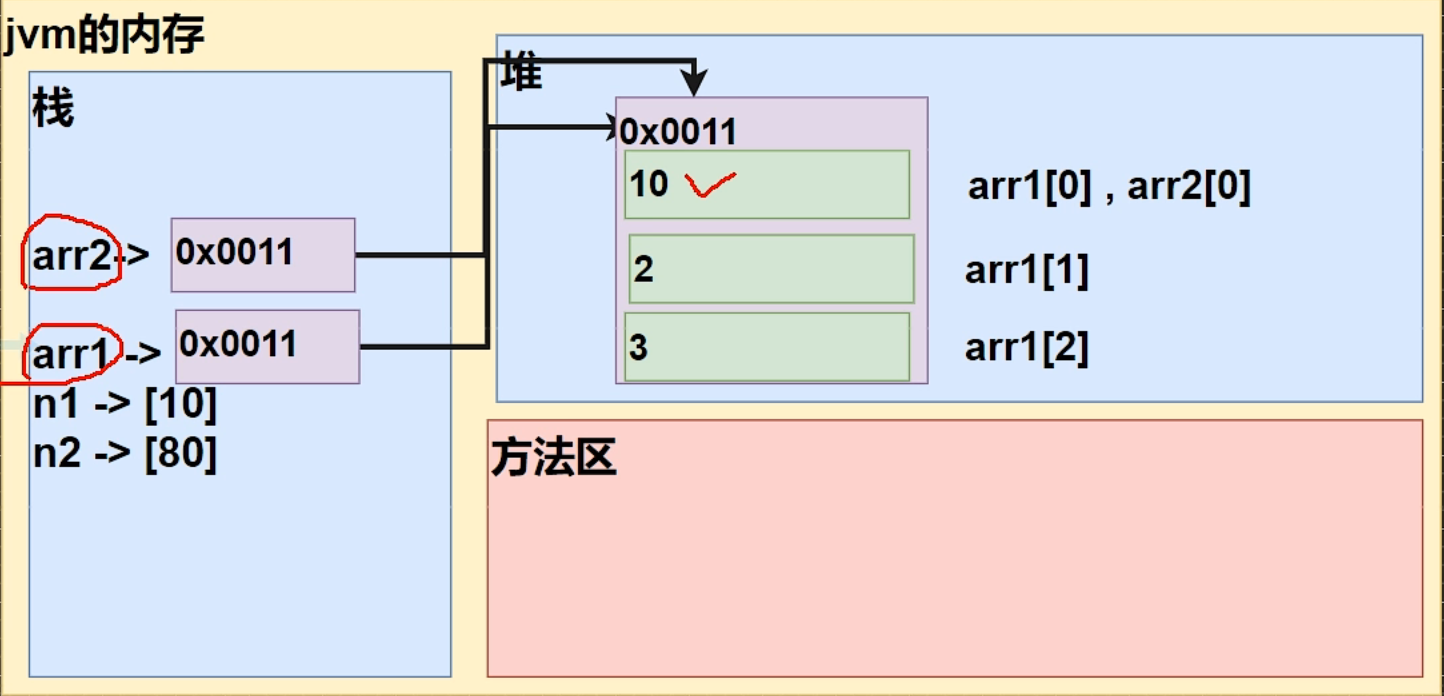 jvm的内存
栈
arr2-> 0x0011
arr1 -> 0x0011
n1 -> [10]
n2 -> [80]
堆
0x0011
10 arr1[0] , arr2[0]
2 arr1[1]
3 arr1[2]
方法区